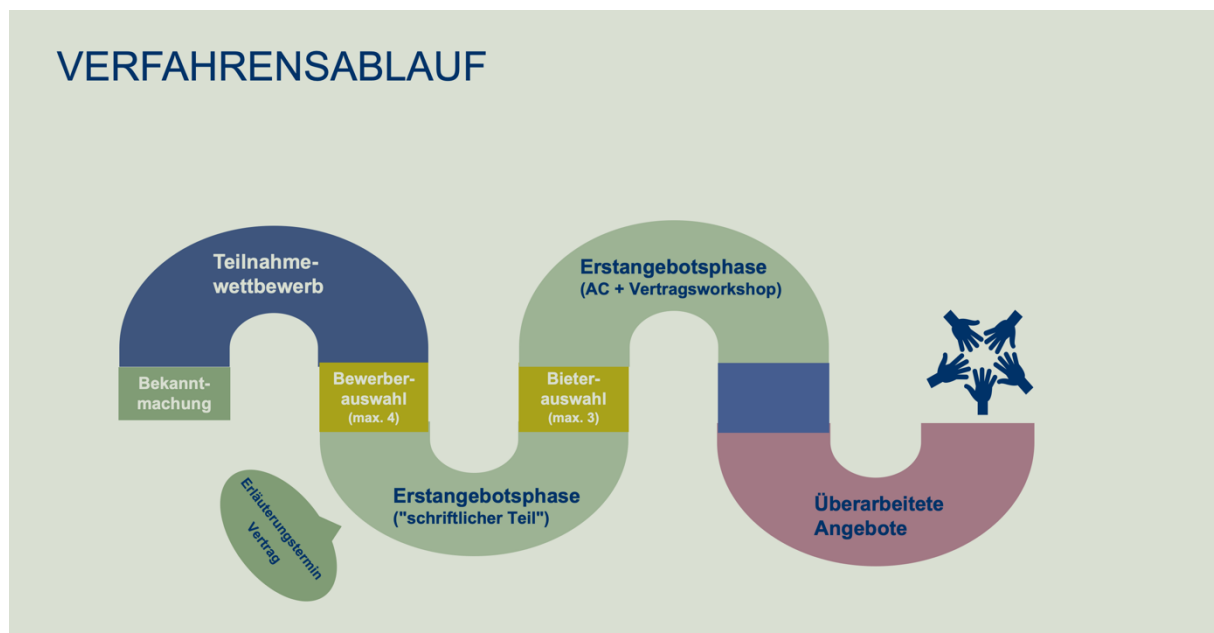 VERFAHRENSABLAUF
Teilnahme-
wettbewerb
Bekannt-
machung
Bewerber-
auswahl
(max. 4)
Erläuterungstermin
Vertrag
Erstangebotsphase
("schriftlicher Teil")
Bieter-
auswahl
(max. 3)
Erstangebotsphase
(AC + Vertragsworkshop)
Überarbeitete
Angebote